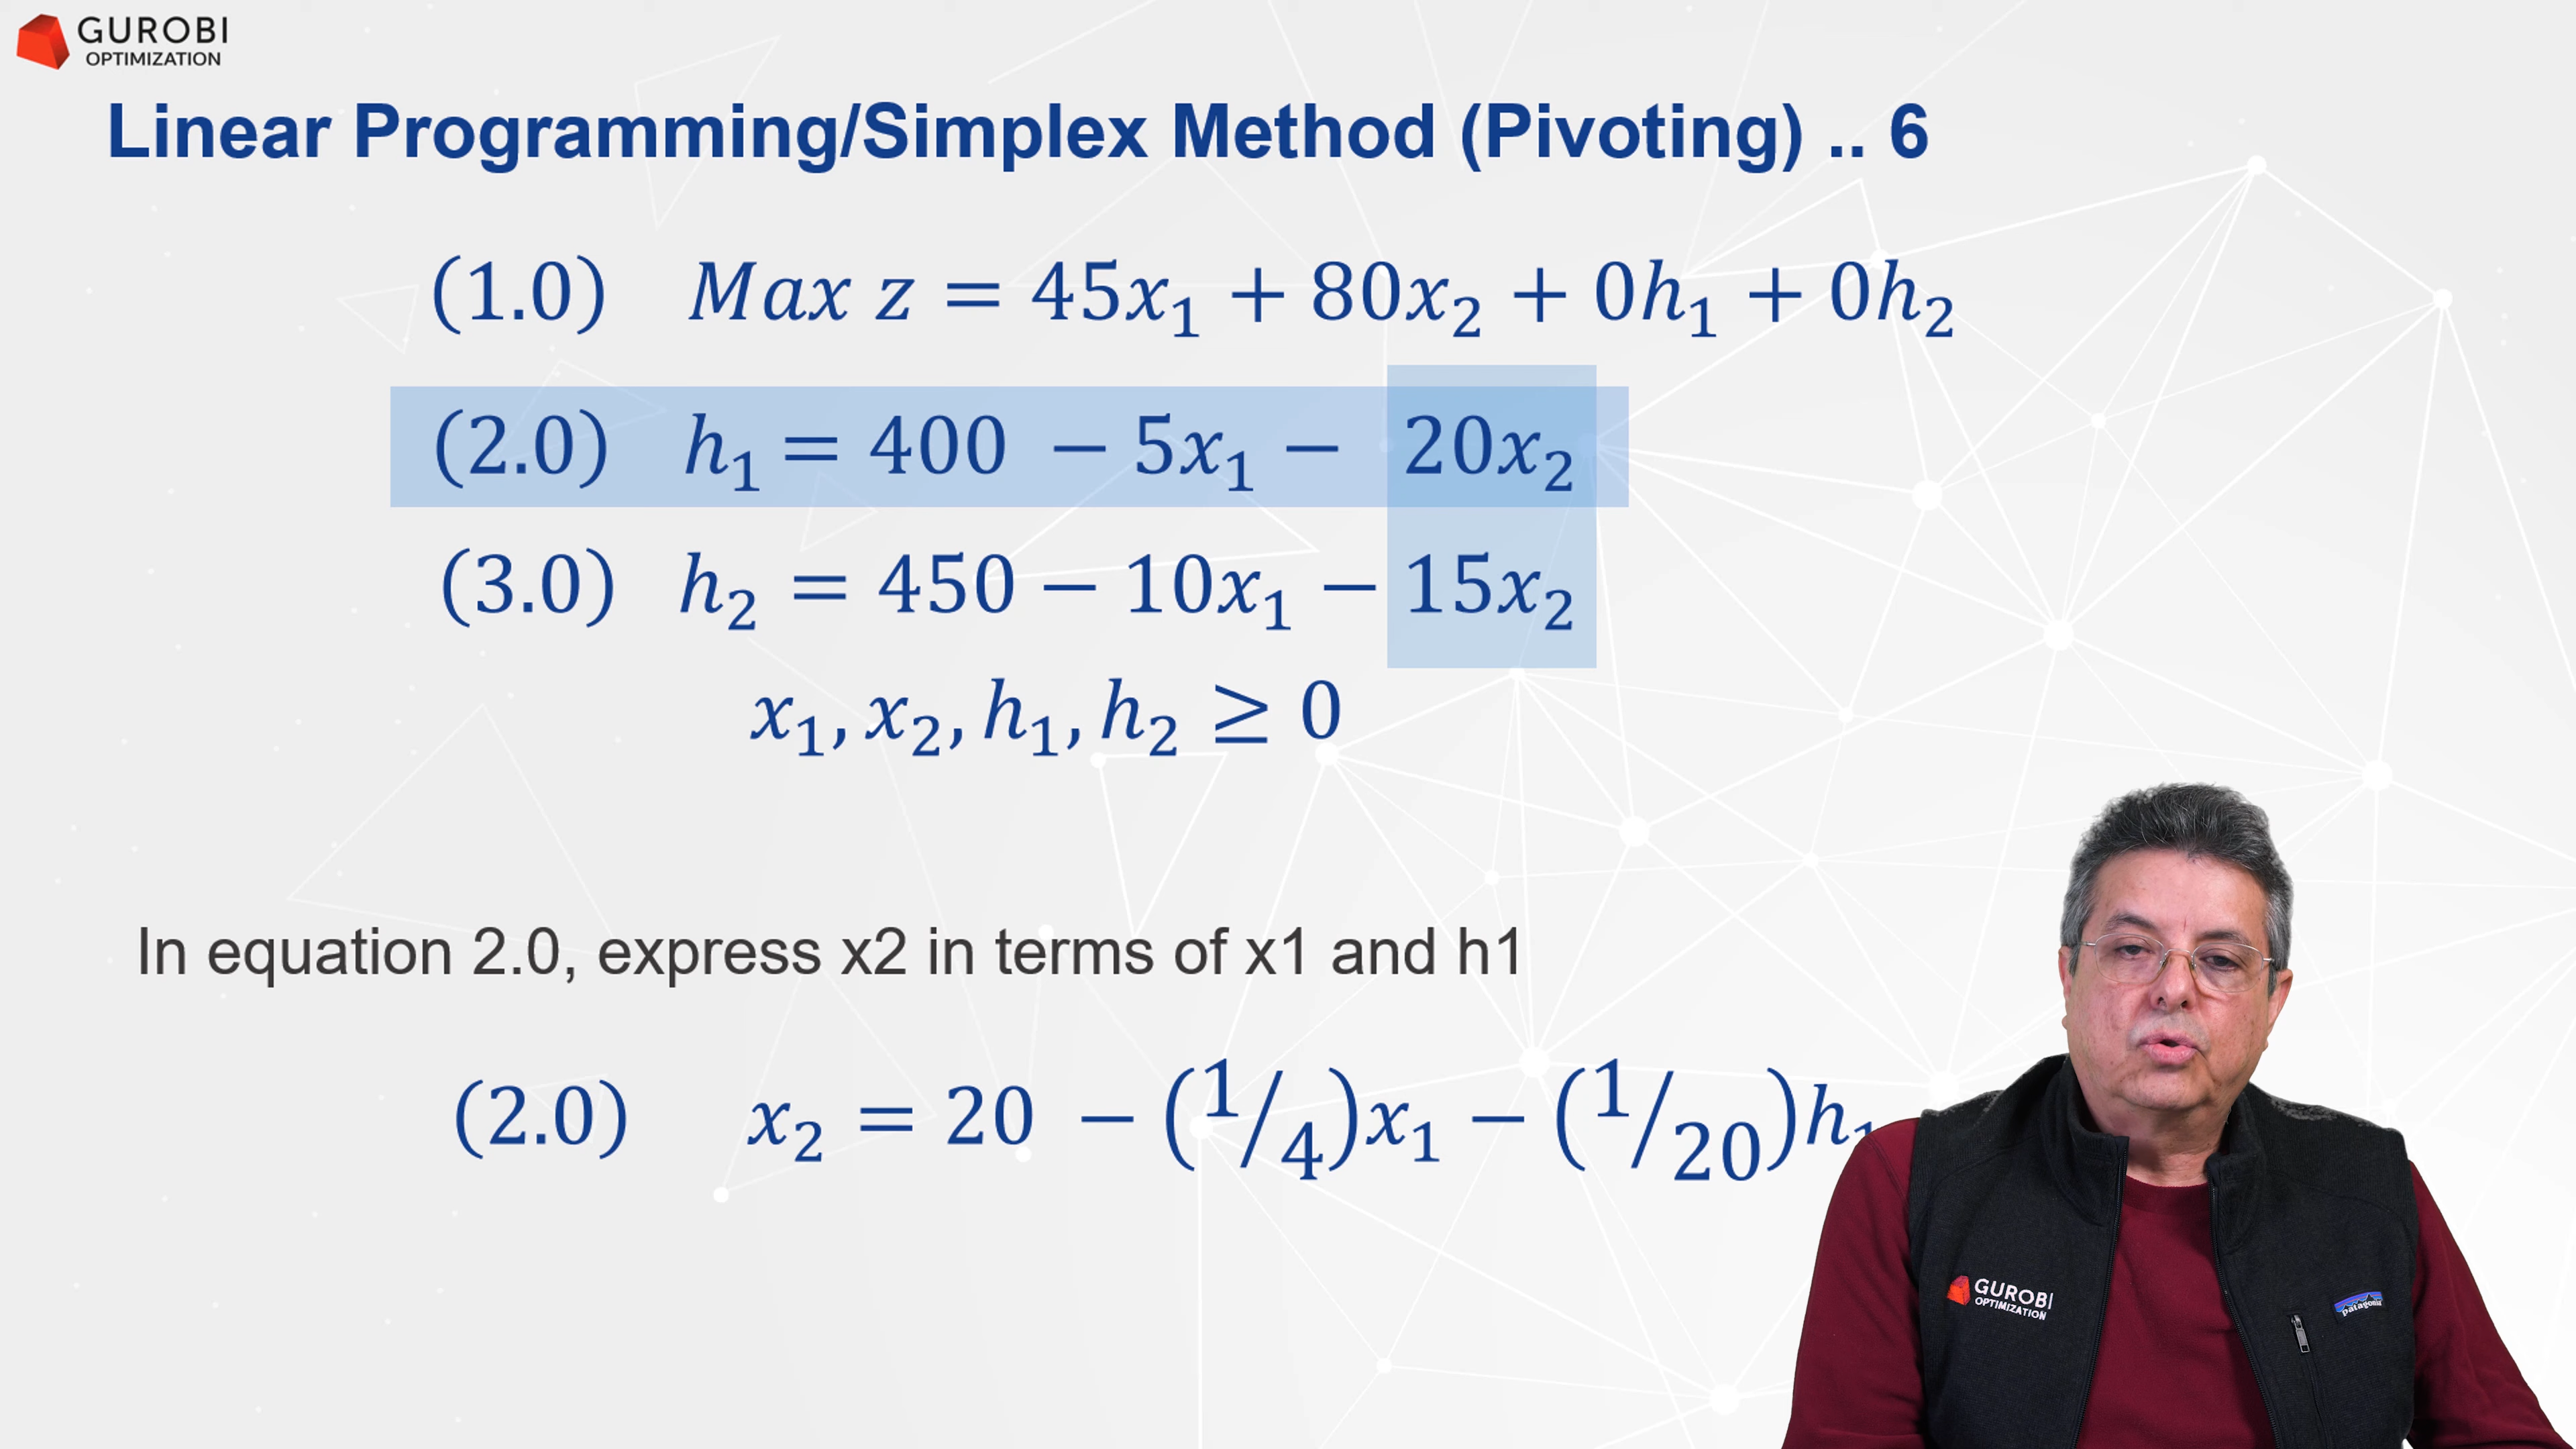 GUROBI
OPTIMIZATION
Linear Programming/Simplex Method (Pivoting) .. 6
(1.0) Max z = 45x₁ + 80x₂ + 0h₁ + 0h₂
(2.0) h₁ = 400 − 5x₁ − 20x₂
(3.0) h₂ = 450 − 10x₁ − 15x₂
x₁, x₂, h₁, h₂ ≥ 0
In equation 2.0, express x2 in terms of x1 and h1
(2.0) x₂ = 20 − (1/4)x₁ − (1/20)h₁
GUROBI
OPTIMIZATION
patagonia